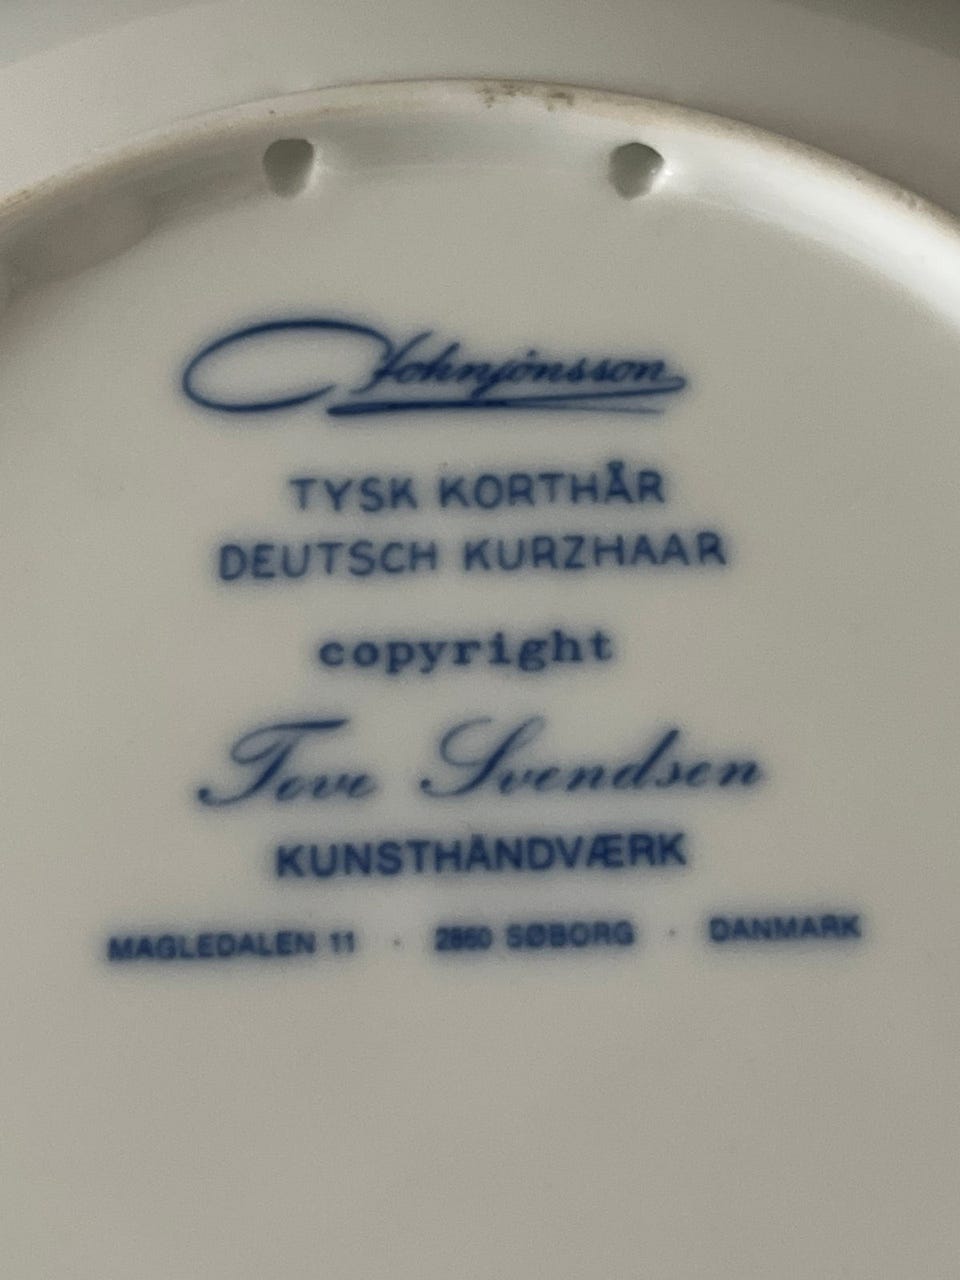 Johnjönsson
TYSK KORTHÅR
DEUTSCH KURZHAAR
copyright
Tove Svendsen
KUNSTHÅNDVÆRK
MAGLEDALEN 11 · 2860 SØBORG · DANMARK